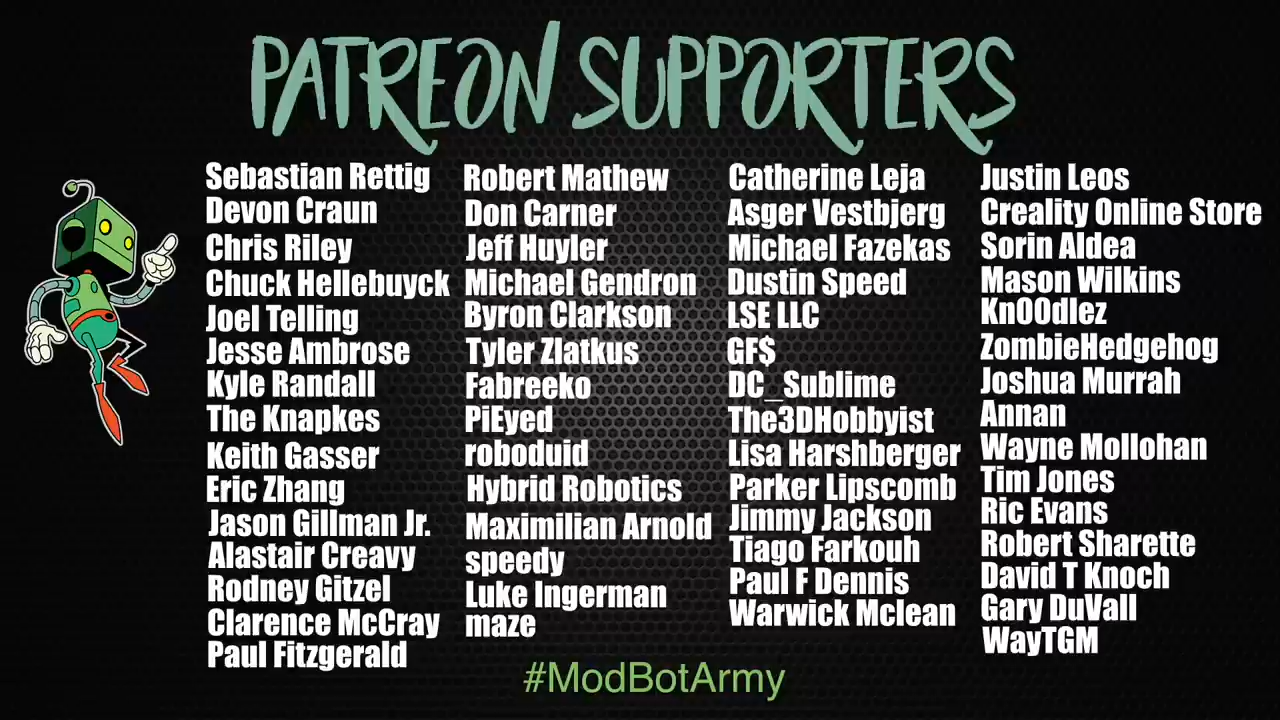 PATREON SUPPORTERS
Sebastian Rettig
Devon Craun
Chris Riley
Chuck Hellebuyck
Joel Telling
Jesse Ambrose
Kyle Randall
The Knapkes
Keith Gasser
Eric Zhang
Jason Gillman Jr.
Alastair Creavy
Rodney Gitzel
Clarence McCray
Paul Fitzgerald
Robert Mathew
Don Carner
Jeff Huyler
Michael Gendron
Byron Clarkson
Tyler Zlatkus
Fabreeko
PiEyed
roboduid
Hybrid Robotics
Maximilian Arnold
speedy
Luke Ingerman
maze
Catherine Leja
Asger Vestbjerg
Michael Fazekas
Dustin Speed
LSE LLC
GF$
DC_Sublime
The3DHobbyist
Lisa Harshberger
Parker Lipscomb
Jimmy Jackson
Tiago Farkouh
Paul F Dennis
Warwick Mclean
Justin Leos
Creality Online Store
Sorin Aldea
Mason Wilkins
Kn00dlez
ZombieHedgehog
Joshua Murrah
Annan
Wayne Mollohan
Tim Jones
Ric Evans
Robert Sharette
David T Knoch
Gary DuVall
WayTGM
#ModBotArmy